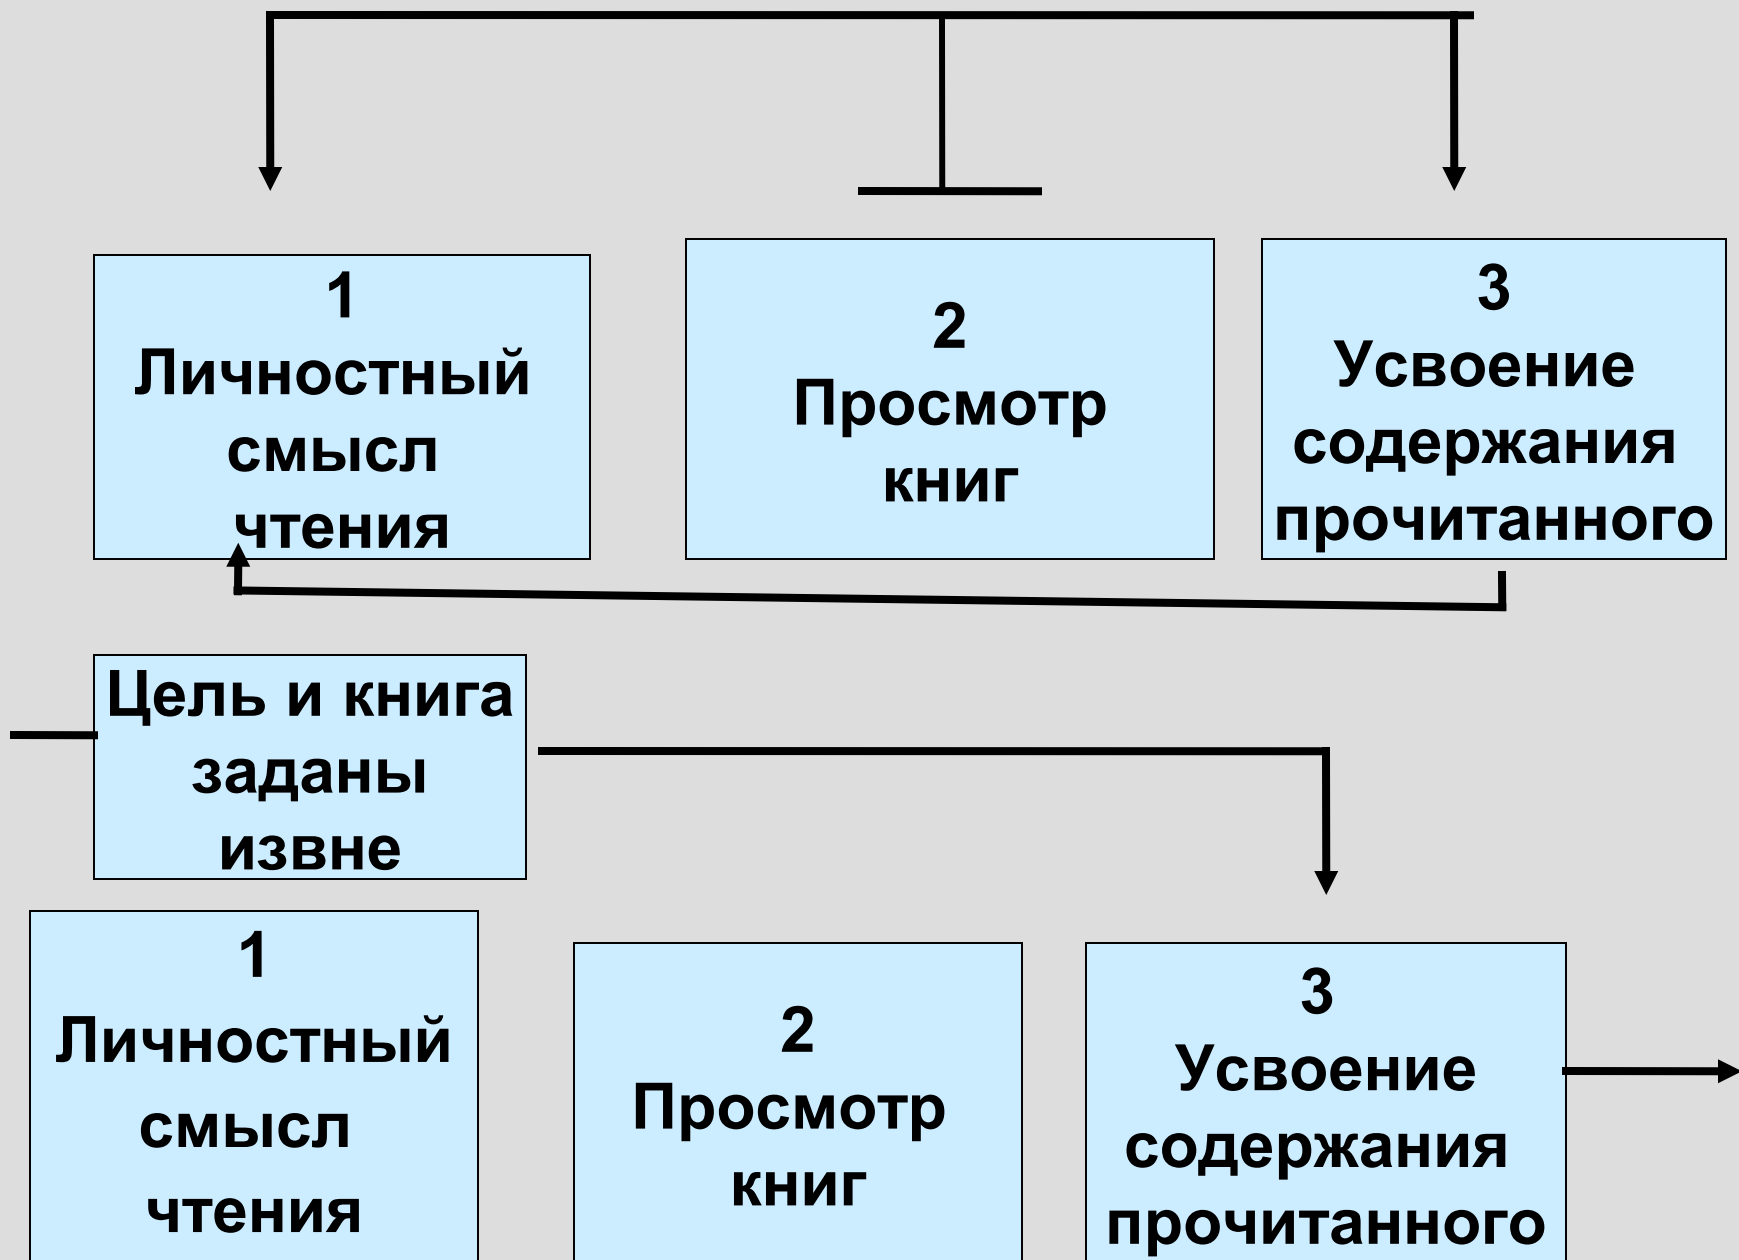 1
Личностный
смысл
чтения
2
Просмотр
книг
3
Усвоение
содержания
прочитанного
Цель и книга
заданы
извне
1
Личностный
смысл
чтения
2
Просмотр
книг
3
Усвоение
содержания
прочитанного